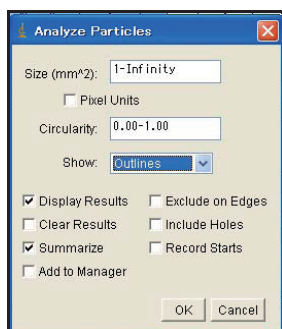 Analyze Particles
Size (mm^2): 1-Infinity
Pixel Units
Circularity: 0.00-1.00
Show: Outlines
Display Results Exclude on Edges
Clear Results Include Holes
Summarize Record Starts
Add to Manager
OK Cancel